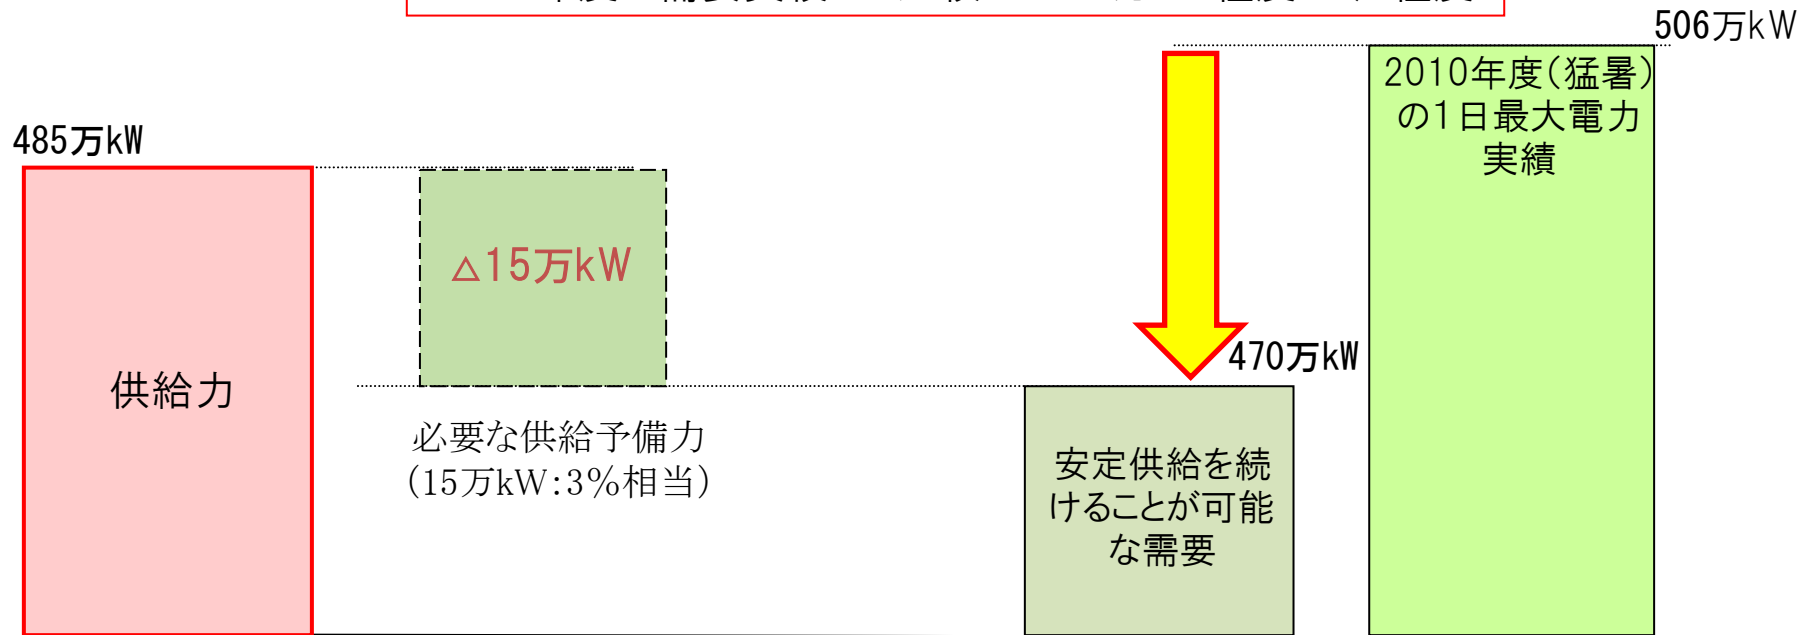 506万kW
2010年度(猛暑)
の1日最大電力
実績
485万kW
△15万kW
470万kW
供給力
必要な供給予備力
(15万kW:3%相当)
安定供給を続
けることが可能
な需要